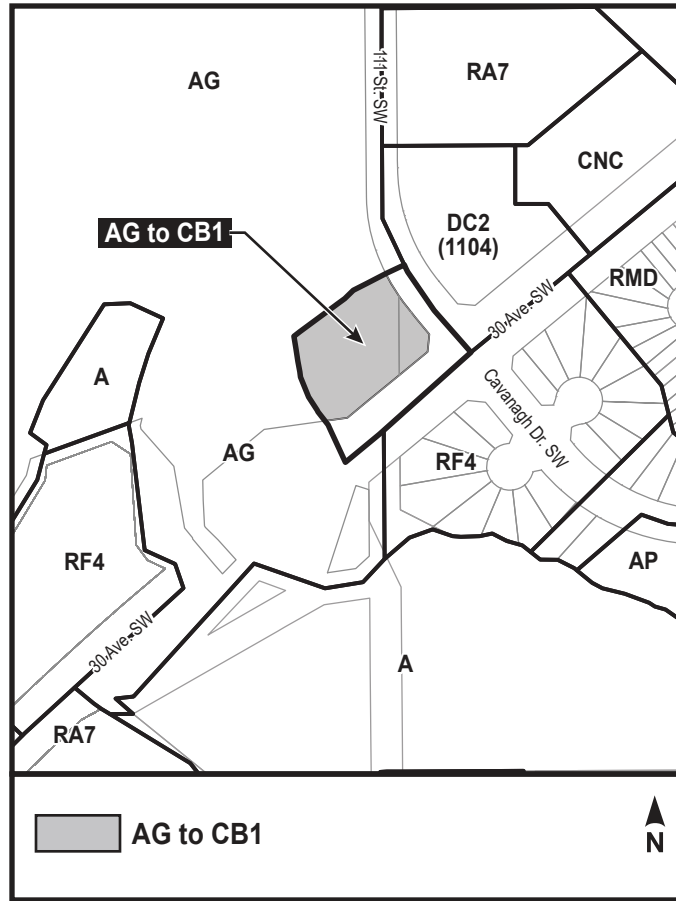 AG
111 St. SW
RA7
CNC
DC2
(1104)
AG to CB1
RMD
30 Ave. SW
A
Cavanagh Dr. SW
AG
RF4
RF4
AP
30 Ave. SW
A
RA7
AG to CB1
N